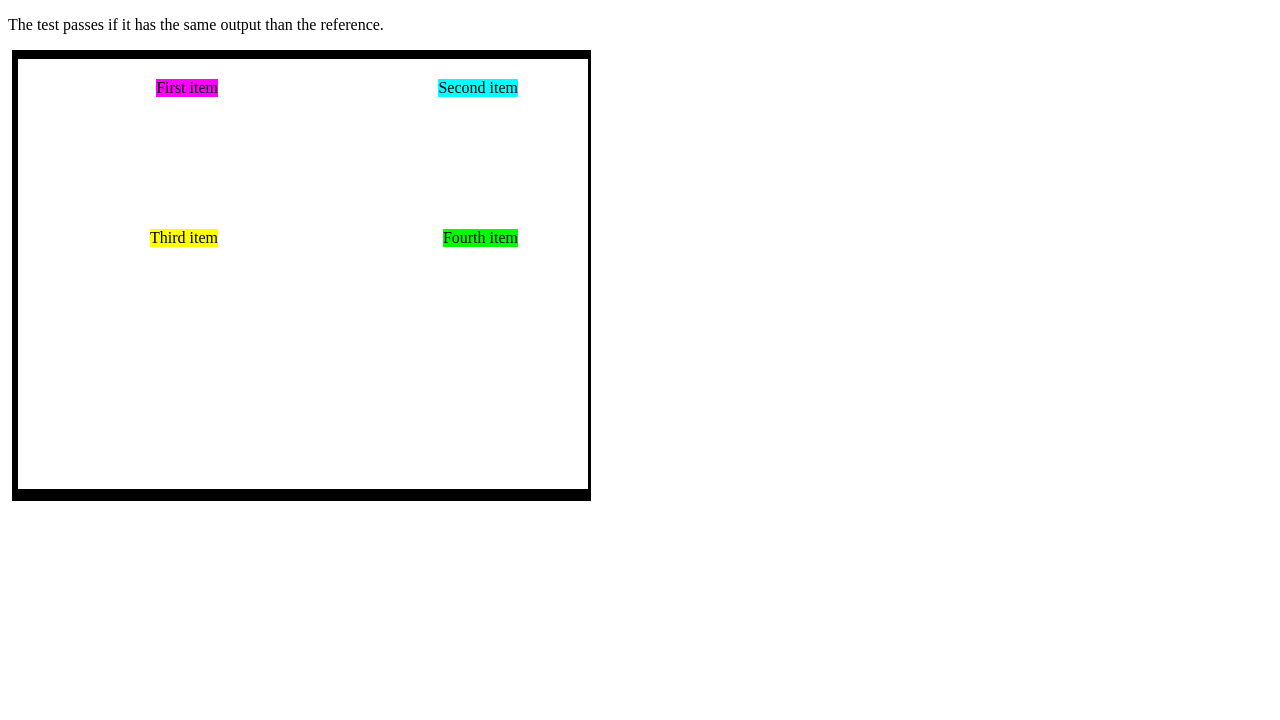 The test passes if it has the same output than the reference.
First item Second item
Third item Fourth item